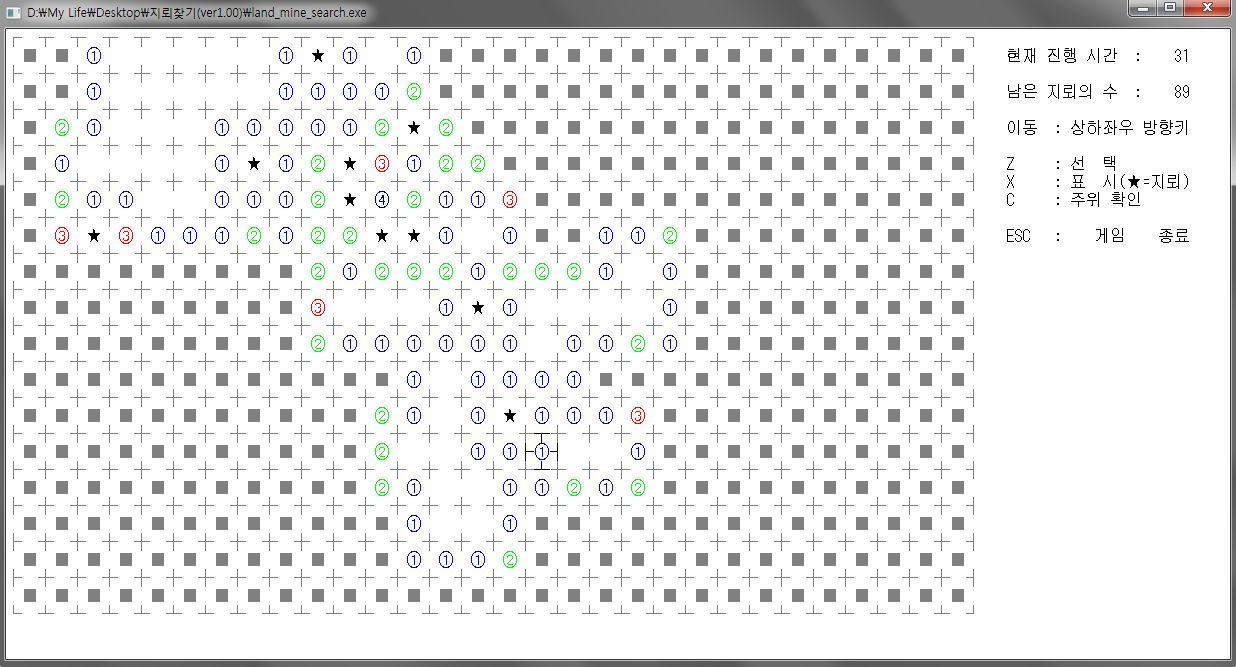 D:\My Life\Desktop\지뢰찾기(ver1.00)\land_mine_search.exe
① ① ★ ① ①
① ① ① ① ① ②
② ① ① ① ① ① ① ② ★ ②
① ① ★ ① ② ★ ③ ① ② ②
② ① ① ① ① ① ② ★ ④ ② ① ① ③
③ ★ ③ ① ① ① ② ① ② ② ★ ★ ① ① ① ① ②
② ① ② ② ② ① ② ② ② ① ①
③ ① ★ ① ①
② ① ① ① ① ① ① ① ① ② ①
① ① ① ① ①
② ① ① ★ ① ① ① ③
② ① ① ① ①
② ① ① ① ② ① ②
① ①
① ① ① ②
현재 진행 시간 : 31
남은 지뢰의 수 : 89
이동 : 상하좌우 방향키
Z : 선 택
X : 표 시(★=지뢰)
C : 주위 확인
ESC : 게임 종료